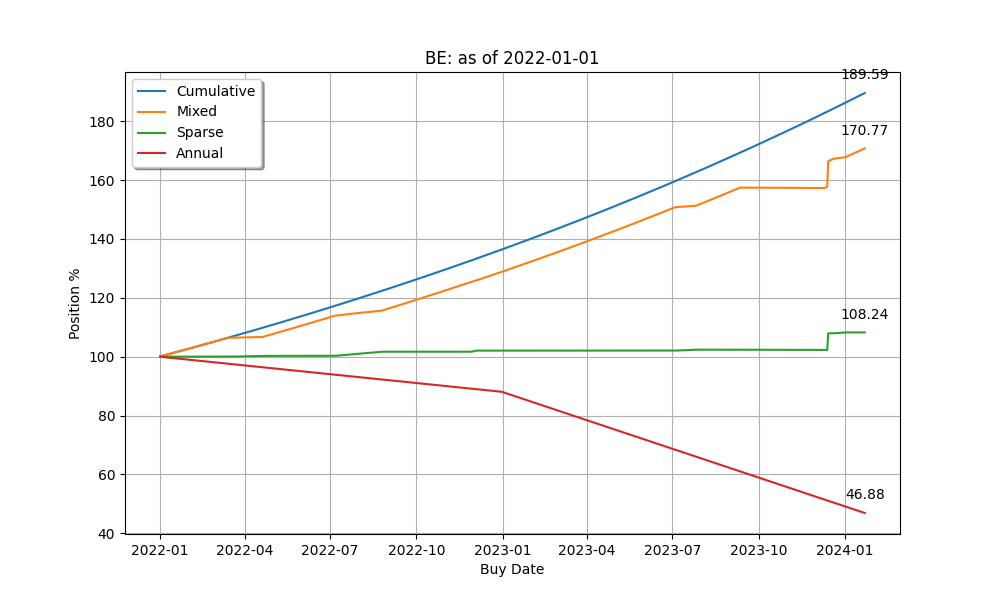 BE: as of 2022-01-01
Cumulative
Mixed
Sparse
Annual
189.59
170.77
108.24
46.88
Position %
180
160
140
120
100
80
60
40
2022-01 2022-04 2022-07 2022-10 2023-01 2023-04 2023-07 2023-10 2024-01
Buy Date